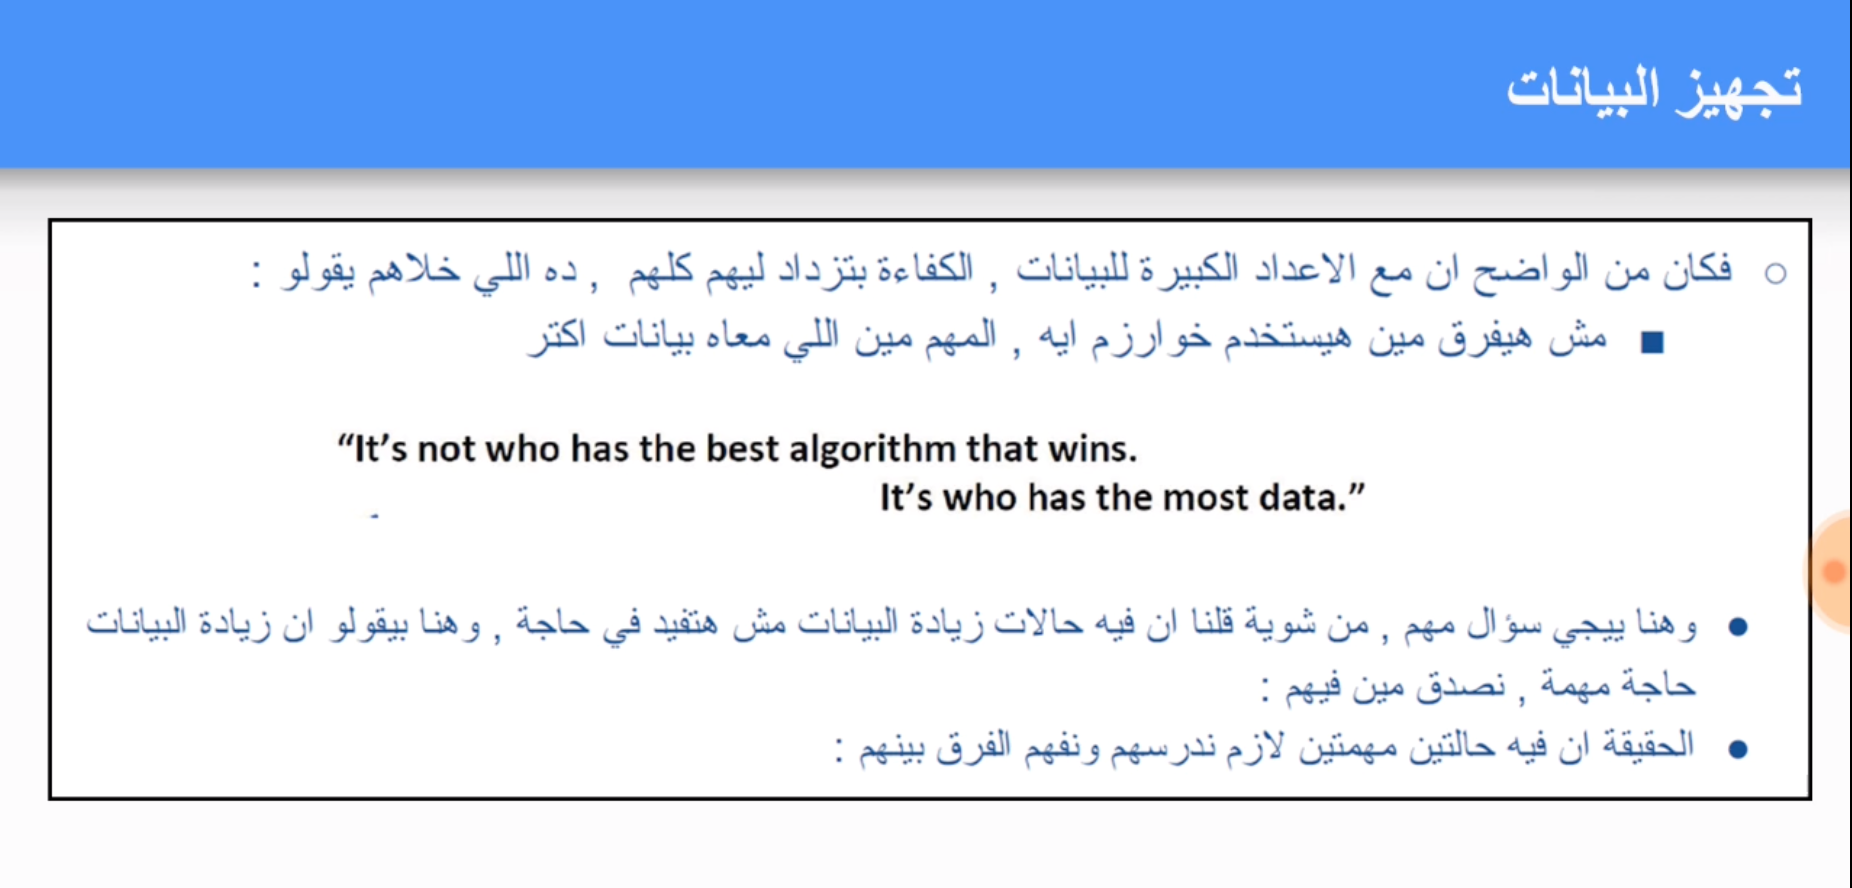 تجهيز البيانات
○ فكان من الواضح ان مع الاعداد الكبيرة للبيانات , الكفاءة بتزداد ليهم كلهم , ده اللي خلاهم يقولو :
■ مش هيفرق مين هيستخدم خوارزم ايه , المهم مين اللي معاه بيانات اكتر
“It’s not who has the best algorithm that wins.
It’s who has the most data.”
● وهنا ييجي سؤال مهم , من شوية قلنا ان فيه حالات زيادة البيانات مش هتفيد في حاجة , وهنا بيقولو ان زيادة البيانات
حاجة مهمة , نصدق مين فيهم :
● الحقيقة ان فيه حالتين مهمتين لازم ندرسهم ونفهم الفرق بينهم :